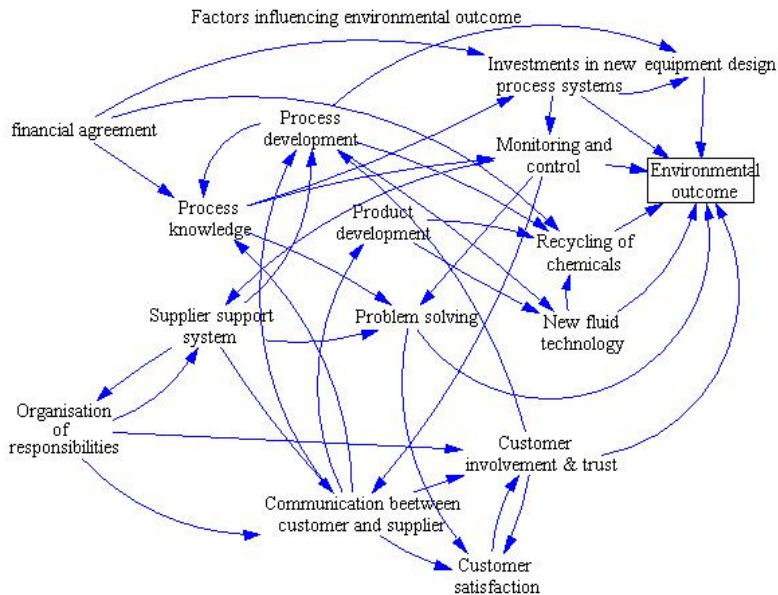 Factors influencing environmental outcome
Investments in new
process systems
equipment design
financial agreement
Process
development
Monitoring and
control
Environmental
outcome
Process
knowledge
Product
development
Recycling of
chemicals
Supplier support
system
Problem solving
New fluid
technology
Organisation
of
responsibilities
Customer
involvement & trust
Communication beetween
customer and supplier
Customer
satisfaction